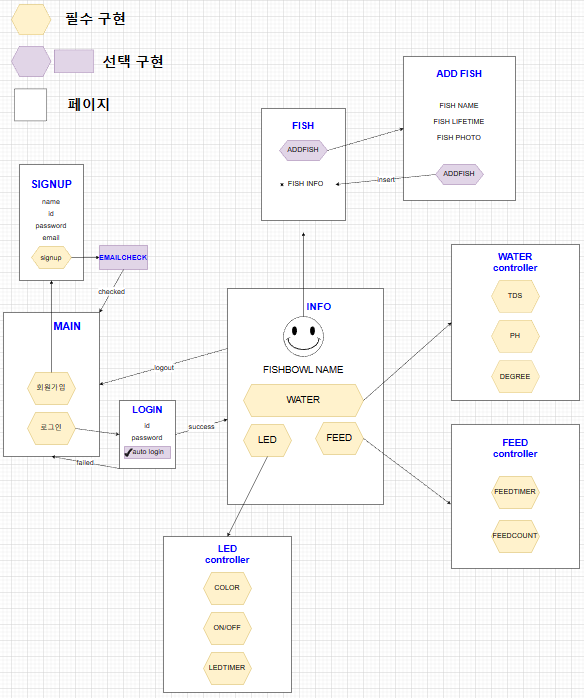 필수 구현
선택 구현
페이지
ADD FISH
FISH NAME
FISH LIFETIME
FISH PHOTO
ADDFISH
FISH
ADDFISH
FISH INFO
insert
SIGNUP
name
id
password
email
signup
EMAILCHECK
checked
MAIN
회원가입
로그인
LOGIN
id
password
auto login
failed
success
logout
INFO
FISHBOWL NAME
WATER
LED
FEED
WATER
controller
TDS
PH
DEGREE
FEED
controller
FEEDTIMER
FEEDCOUNT
LED
controller
COLOR
ON/OFF
LEDTIMER